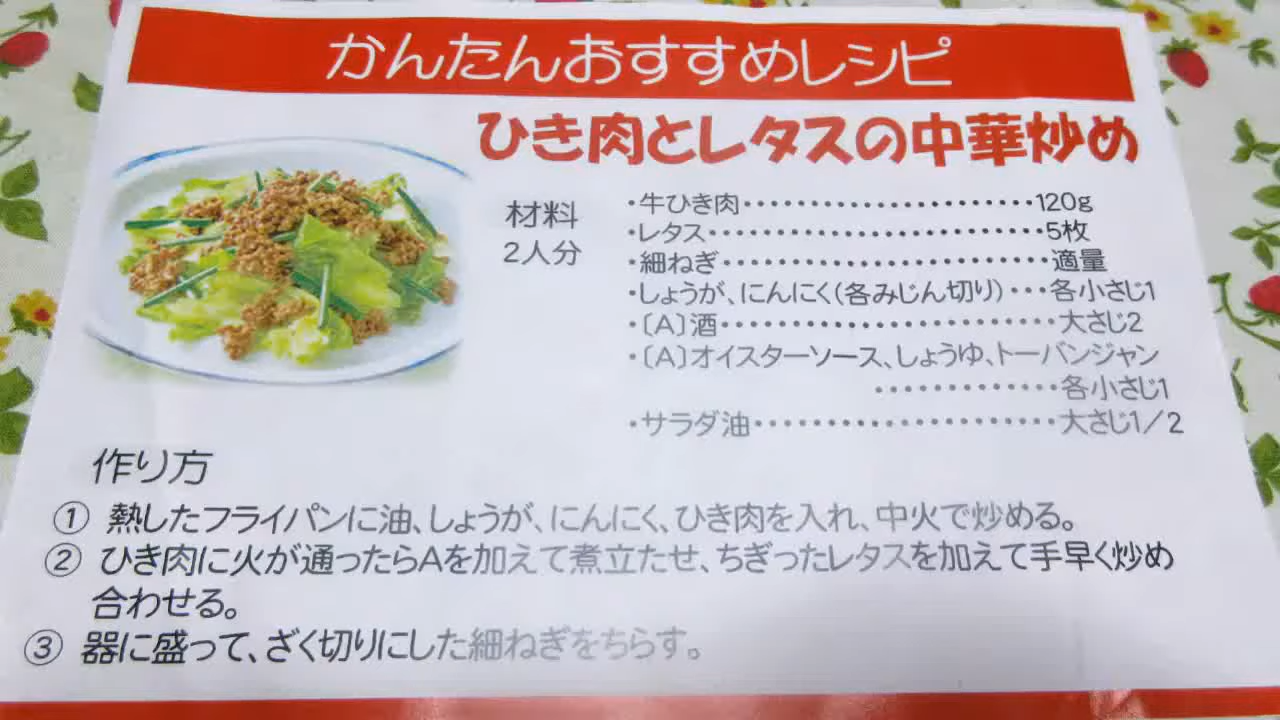 かんたんおすすめレシピ
ひき肉とレタスの中華炒め
材料
2人分
・牛ひき肉・・・・・・・・・・・・・・・・・・・・・・・・120g
・レタス・・・・・・・・・・・・・・・・・・・・・・・・・・・5枚
・細ねぎ・・・・・・・・・・・・・・・・・・・・・・・・・・・適量
・しょうが、にんにく(各みじん切り)・・・各小さじ1
・〔A〕酒・・・・・・・・・・・・・・・・・・・・・・・・・・・大さじ2
・〔A〕オイスターソース、しょうゆ、トーバンジャン
・・・・・・・・・・・・・各小さじ1
・サラダ油・・・・・・・・・・・・・・・・・・・・・・・・大さじ1/2
作り方
① 熱したフライパンに油、しょうが、にんにく、ひき肉を入れ、中火で炒める。
② ひき肉に火が通ったらAを加えて煮立たせ、ちぎったレタスを加えて手早く炒め
合わせる。
③ 器に盛って、ざく切りにした細ねぎをちらす。